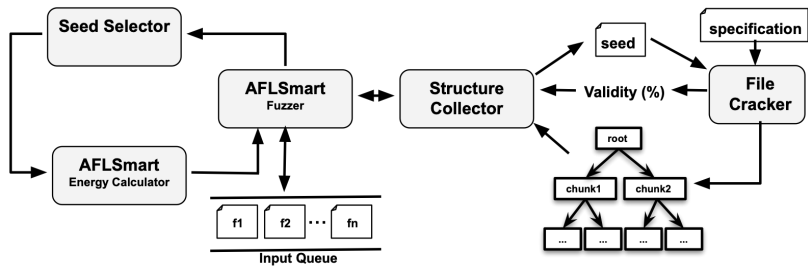 Seed Selector
AFLSmart
Fuzzer
AFLSmart
Energy Calculator
f1 f2 ... fn
Input Queue
Structure
Collector
seed
Validity (%)
specification
File
Cracker
root
chunk1 chunk2
... ... ... ...